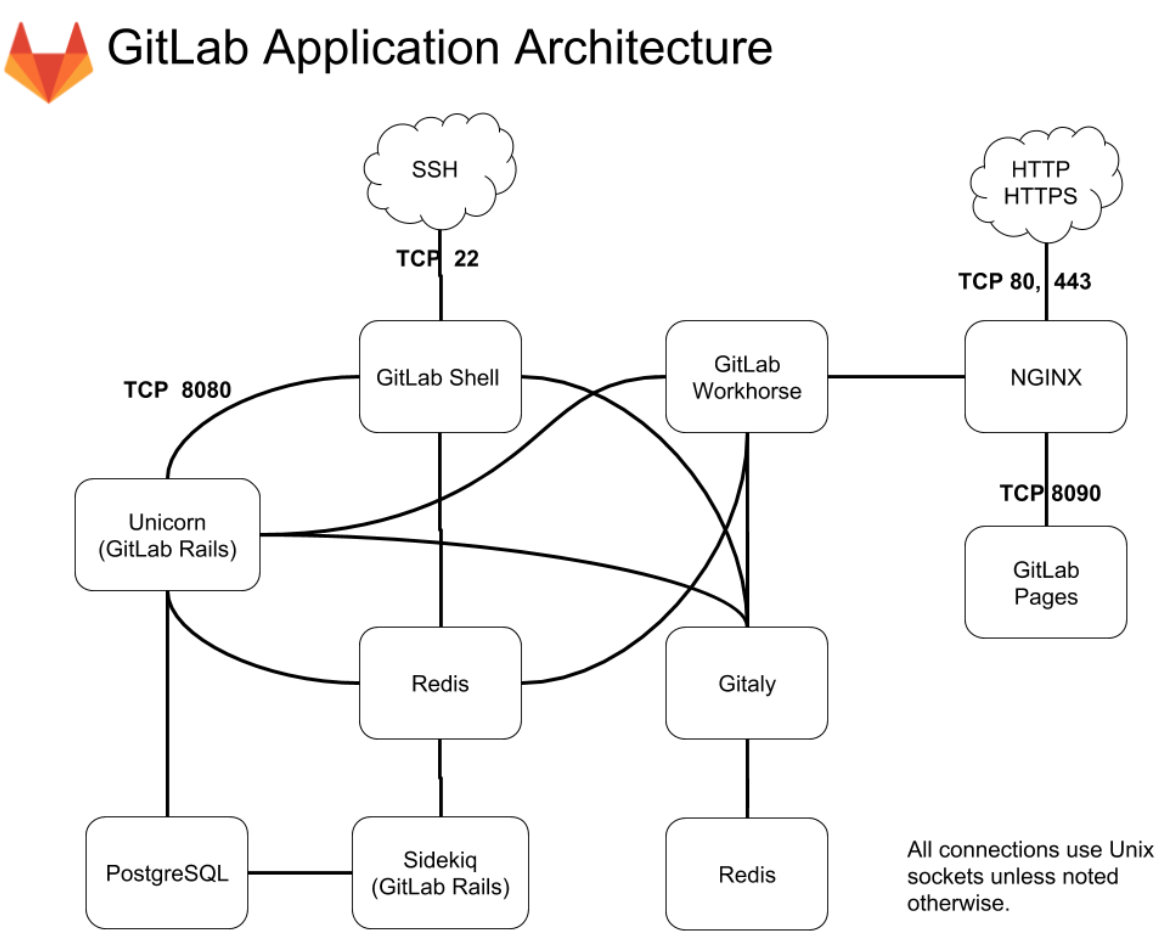 GitLab Application Architecture
SSH
HTTP
HTTPS
TCP 22
TCP 80, 443
GitLab Shell
GitLab
Workhorse
NGINX
TCP 8080
TCP 8090
Unicorn
(GitLab Rails)
GitLab
Pages
Redis
Gitaly
PostgreSQL
Sidekiq
(GitLab Rails)
Redis
All connections use Unix
sockets unless noted
otherwise.